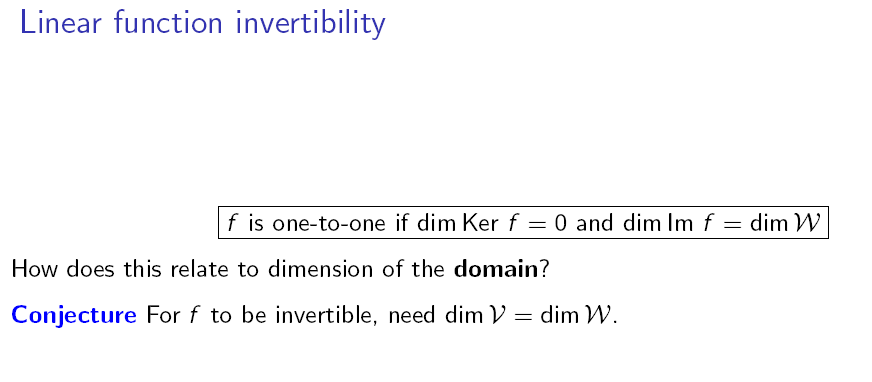 Linear function invertibility
f is one-to-one if dim Ker f = 0 and dim Im f = dim 𝒲
How does this relate to dimension of the domain?
Conjecture For f to be invertible, need dim 𝒱 = dim 𝒲.